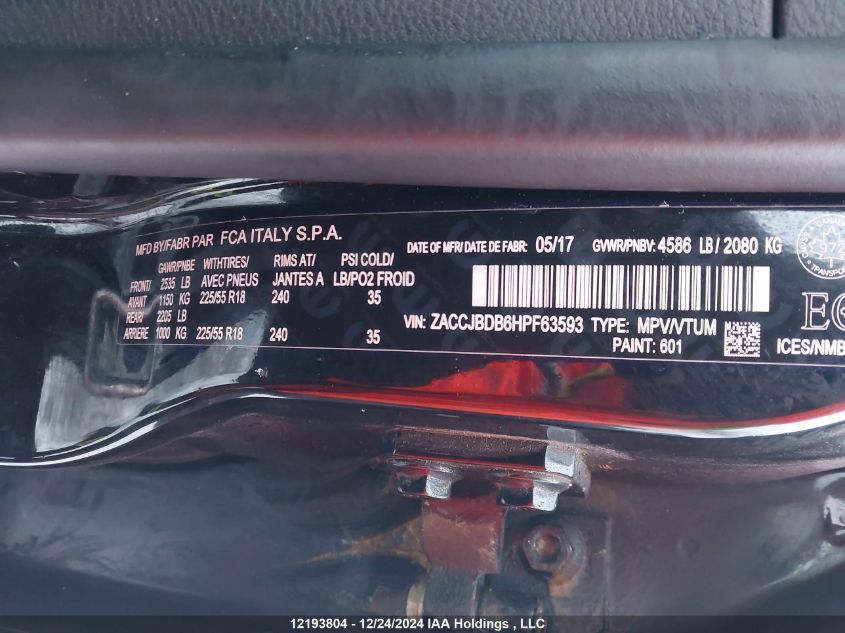 MFD BY/FABR PAR FCA ITALY S.P.A. DATE OF MFR/DATE DE FABR: 05/17 GVWR/PNBV: 4586 LB / 2080 KG
GAWR/PNBE WITHTIRES/ RIMS AT/ PSI COLD/
FRONT/ 2535 LB AVEC PNEUS JANTES A LB/PO2 FROID
AVANT 1150 KG 225/55 R18 240 35
REAR/ 2205 LB
ARRIERE 1000 KG 225/55 R18 240 35
VIN: ZACCJBDB6HPF63593 TYPE: MPV/VTUM
PAINT: 601
ICES/NMB
12193804 - 12/24/2024 IAA Holdings , LLC